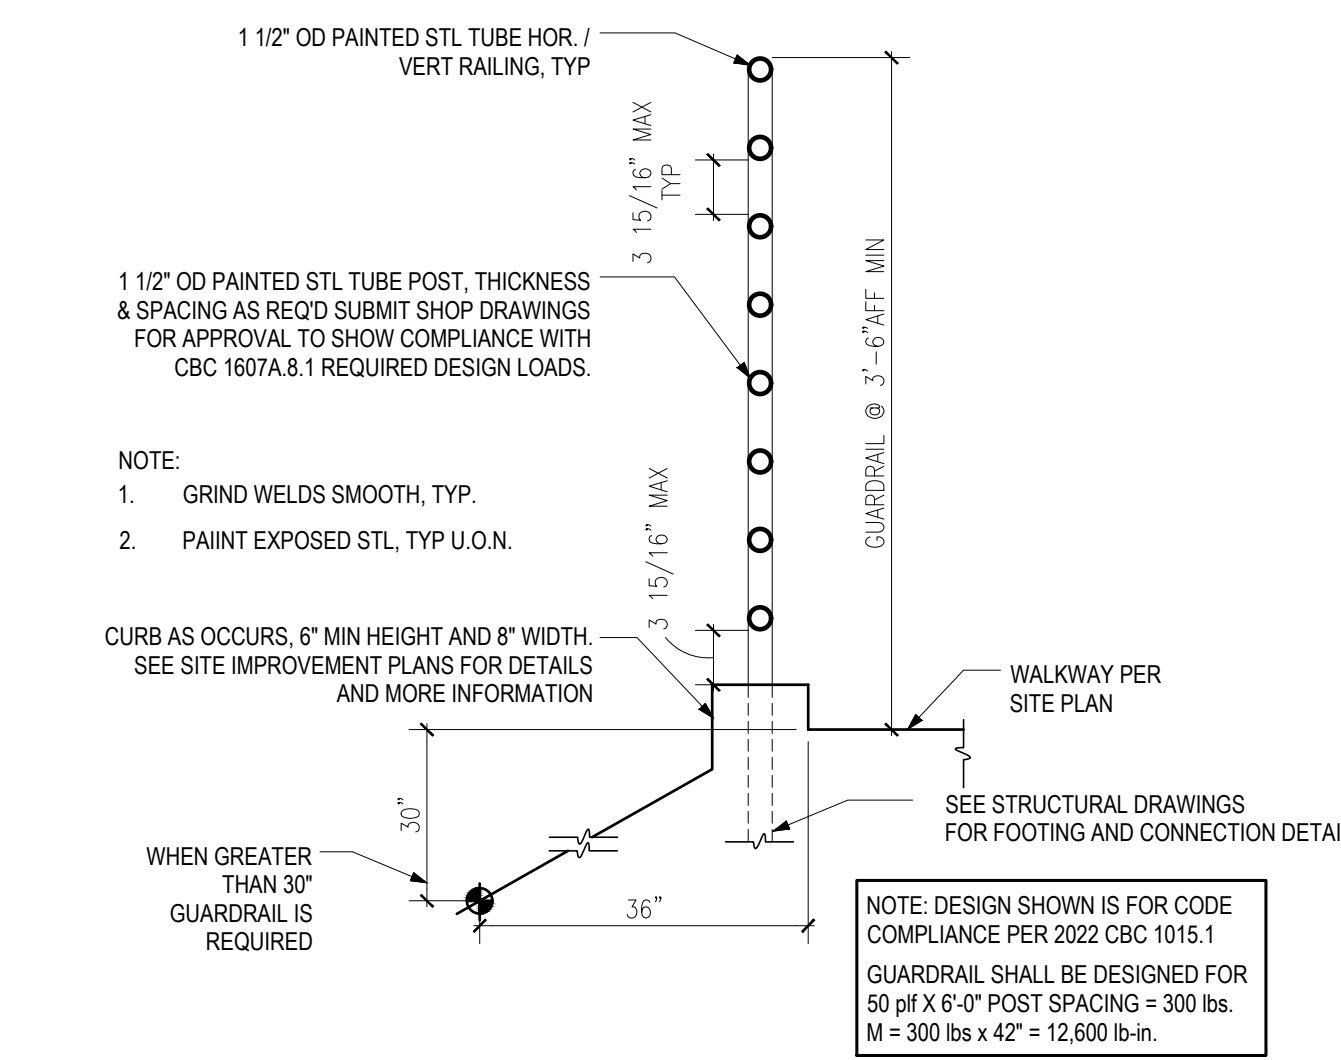 1 1/2" OD PAINTED STL TUBE HOR. /
VERT RAILING, TYP
3 15/16" MAX
TYP
1 1/2" OD PAINTED STL TUBE POST, THICKNESS
& SPACING AS REQ'D SUBMIT SHOP DRAWINGS
FOR APPROVAL TO SHOW COMPLIANCE WITH
CBC 1607A.8.1 REQUIRED DESIGN LOADS.
GUARDRAIL @ 3'-6"AFF MIN
NOTE:
1. GRIND WELDS SMOOTH, TYP.
2. PAIINT EXPOSED STL, TYP U.O.N.
3 15/16" MAX
CURB AS OCCURS, 6" MIN HEIGHT AND 8" WIDTH.
SEE SITE IMPROVEMENT PLANS FOR DETAILS
AND MORE INFORMATION
WALKWAY PER
SITE PLAN
30"
SEE STRUCTURAL DRAWINGS
FOR FOOTING AND CONNECTION DETAI
WHEN GREATER
THAN 30"
GUARDRAIL IS
REQUIRED
36"
NOTE: DESIGN SHOWN IS FOR CODE
COMPLIANCE PER 2022 CBC 1015.1
GUARDRAIL SHALL BE DESIGNED FOR
50 plf X 6'-0" POST SPACING = 300 lbs.
M = 300 lbs x 42" = 12,600 lb-in.